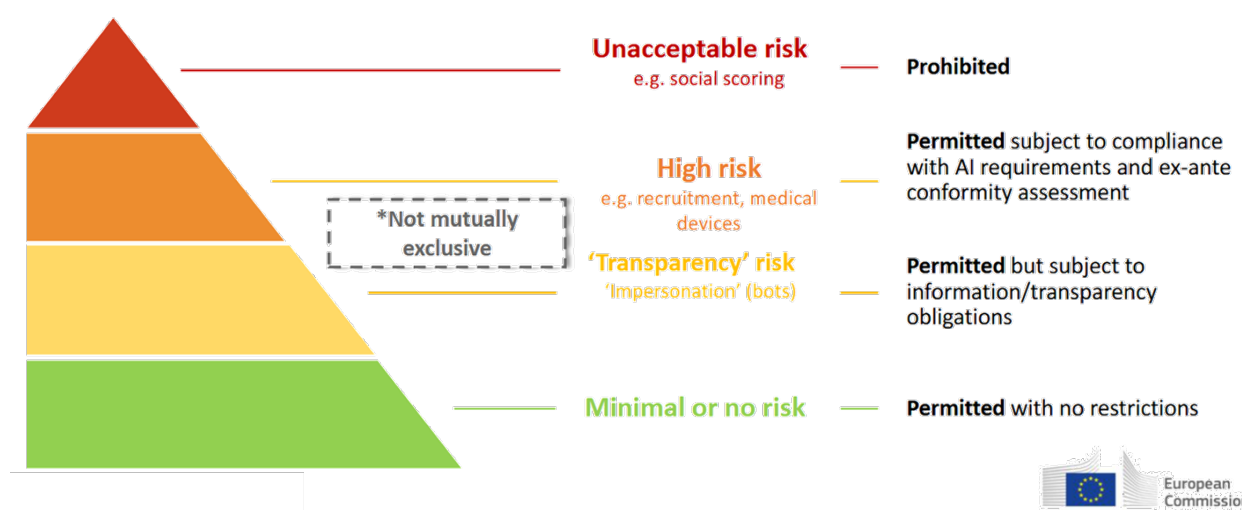 Unacceptable risk
e.g. social scoring
Prohibited
High risk
e.g. recruitment, medical
devices
Permitted subject to compliance
with AI requirements and ex-ante
conformity assessment
*Not mutually
exclusive
‘Transparency’ risk
‘Impersonation’ (bots)
Permitted but subject to
information/transparency
obligations
Minimal or no risk
Permitted with no restrictions
European
Commissio